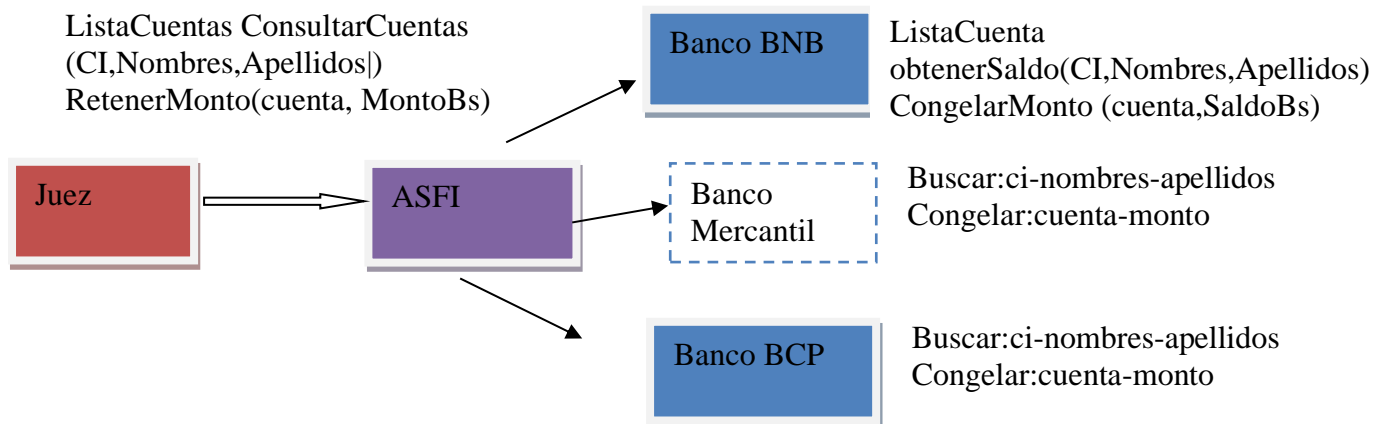 ListaCuentas ConsultarCuentas
(CI,Nombres,Apellidos|)
RetenerMonto(cuenta, MontoBs)
Banco BNB
ListaCuenta
obtenerSaldo(CI,Nombres,Apellidos)
CongelarMonto (cuenta,SaldoBs)
Juez
ASFI
Banco
Mercantil
Buscar:ci-nombres-apellidos
Congelar:cuenta-monto
Banco BCP
Buscar:ci-nombres-apellidos
Congelar:cuenta-monto